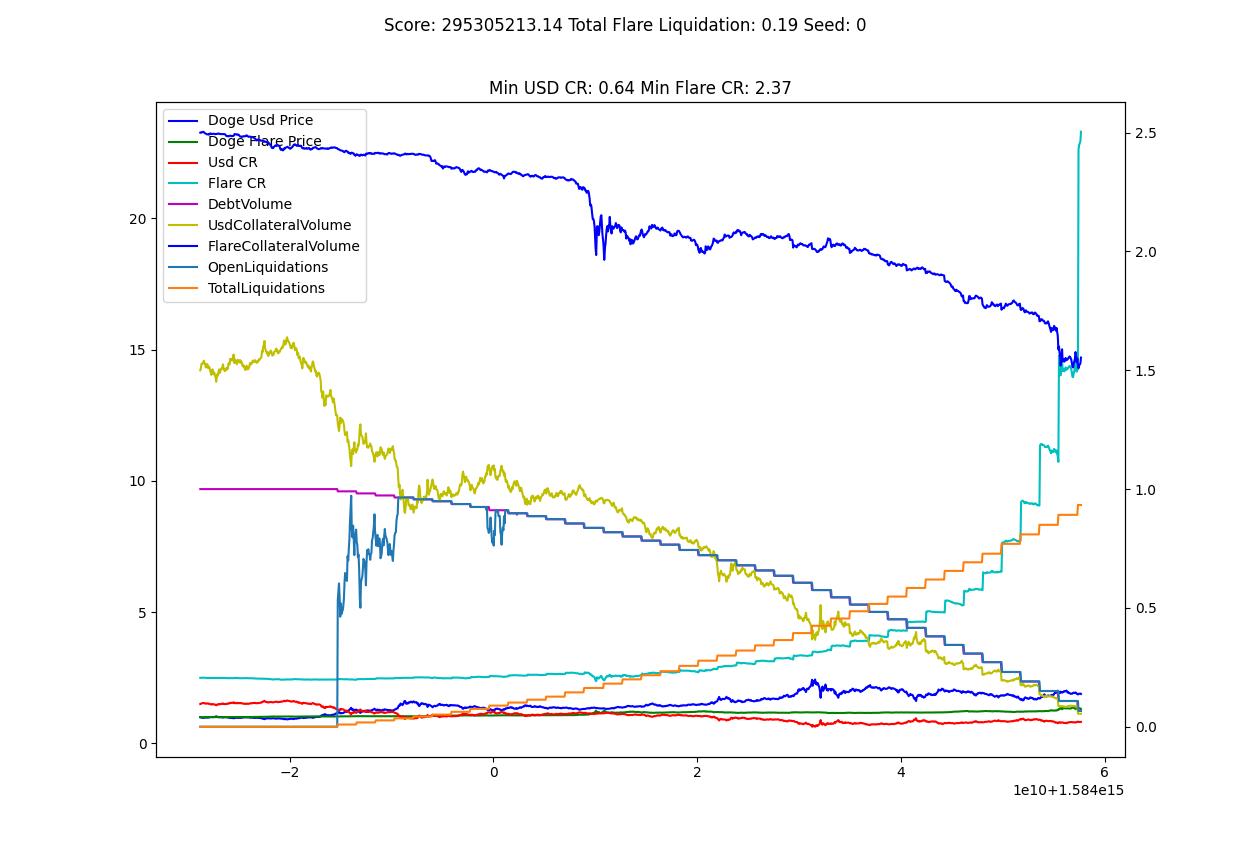 Score: 295305213.14 Total Flare Liquidation: 0.19 Seed: 0
Min USD CR: 0.64 Min Flare CR: 2.37
Doge Usd Price
Doge Flare Price
Usd CR
Flare CR
DebtVolume
UsdCollateralVolume
FlareCollateralVolume
OpenLiquidations
TotalLiquidations
20
15
10
5
0
2.5
2.0
1.5
1.0
0.5
0.0
−2 0 2 4 6
1e10+1.584e15